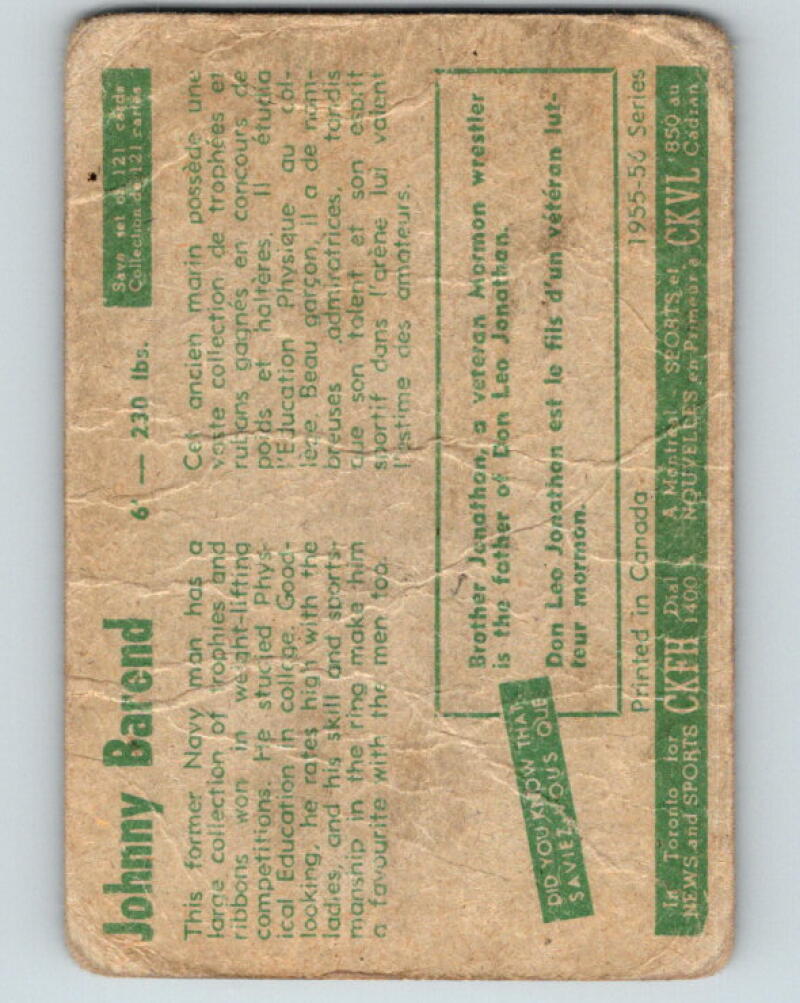 Johnny Barend
6' — 230 lbs.
Save set of 121 cards
Collection de 121 cartes
This former Navy man has a
large collection of trophies and
ribbons won in weight-lifting
competitions. He studied Phys-
ical Education in college. Good-
looking, he rates high with the
ladies, and his skill and sports-
manship in the ring make him
a favourite with the men too.
Cet ancien marin possède une
vaste collection de trophées et
rubans gagnés en concours de
poids et haltères. Il étudia
l'Education Physique au col-
lège. Beau garçon, il a de nom-
breuses admiratrices, tandis
que son talent et son esprit
sportif dans l'arène lui valent
l'estime des amateurs.
DID YOU KNOW THAT
SAVIEZ-VOUS QUE
Brother Jonathan, a veteran Mormon wrestler
is the father of Don Leo Jonathan.
Don Leo Jonathan est le fils d'un vétéran lut-
teur mormon.
Printed in Canada
1955-56 Series
In Toronto for
NEWS and SPORTS CKFH Dial
1400
A Montréal SPORTS et
NOUVELLES en Primeur à CKVL 850 au
Cadran